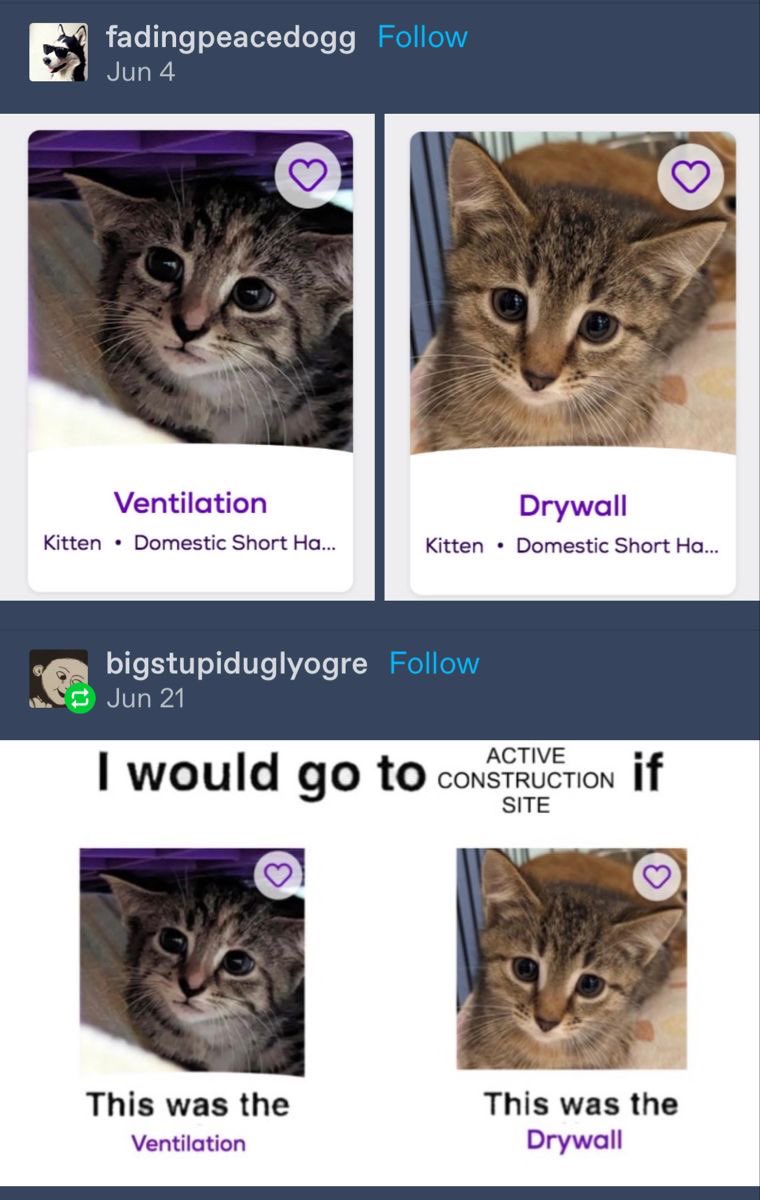 fadingpeacedogg Follow
Jun 4
Ventilation
Kitten • Domestic Short Ha...
Drywall
Kitten • Domestic Short Ha...
bigstupiduglyogre Follow
Jun 21
I would go to ACTIVE CONSTRUCTION SITE if
This was the
Ventilation
This was the
Drywall